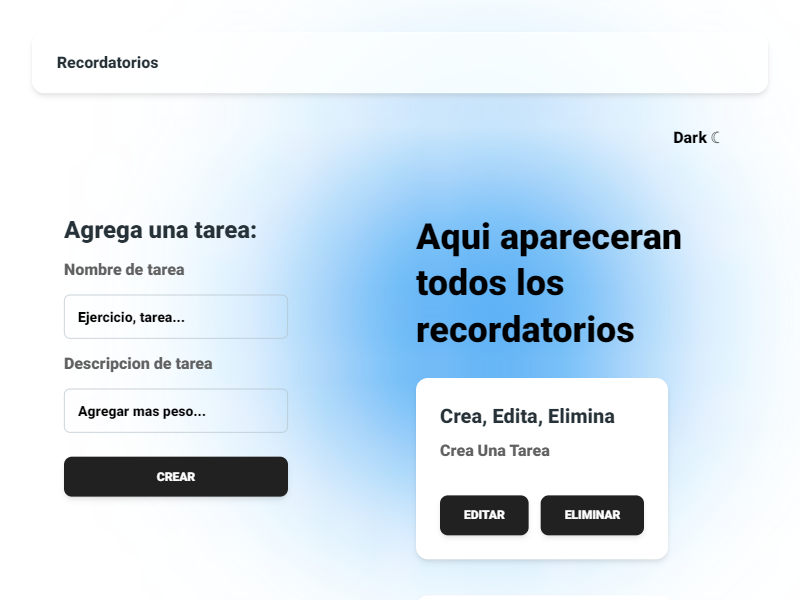 Recordatorios
Dark ☾
Agrega una tarea:
Nombre de tarea
Ejercicio, tarea...
Descripcion de tarea
Agregar mas peso...
CREAR
Aqui apareceran
todos los
recordatorios
Crea, Edita, Elimina
Crea Una Tarea
EDITAR ELIMINAR